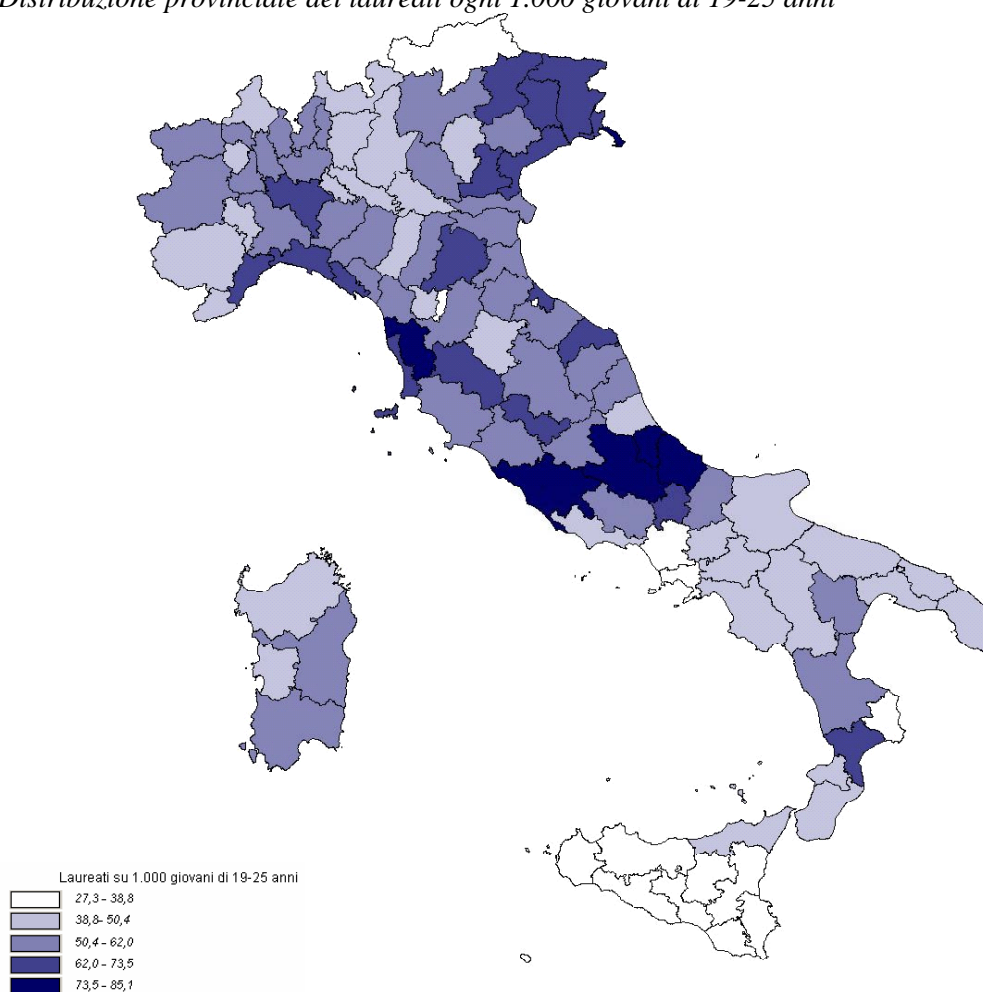 Distribuzione provinciale dei laureati ogni 1.000 giovani di 19-25 anni
Laureati su 1.000 giovani di 19-25 anni
27,3 - 38,8
38,8- 50,4
50,4 - 62,0
62,0 - 73,5
73,5 - 85,1